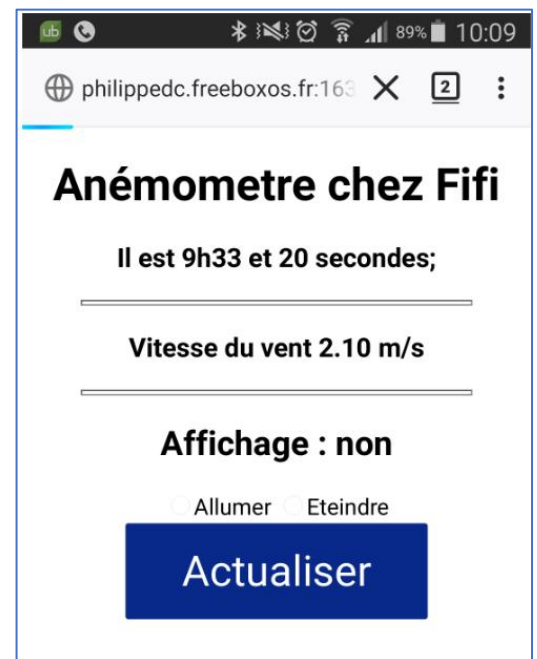 ub 89% 10:09
philippedc.freeboxos.fr:163 2
Anémometre chez Fifi
Il est 9h33 et 20 secondes;
Vitesse du vent 2.10 m/s
Affichage : non
Allumer Eteindre
Actualiser